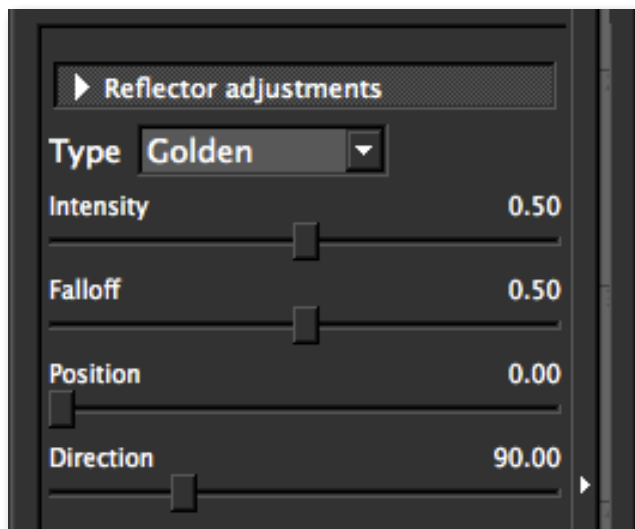 Reflector adjustments
Type Golden
Intensity 0.50
Falloff 0.50
Position 0.00
Direction 90.00